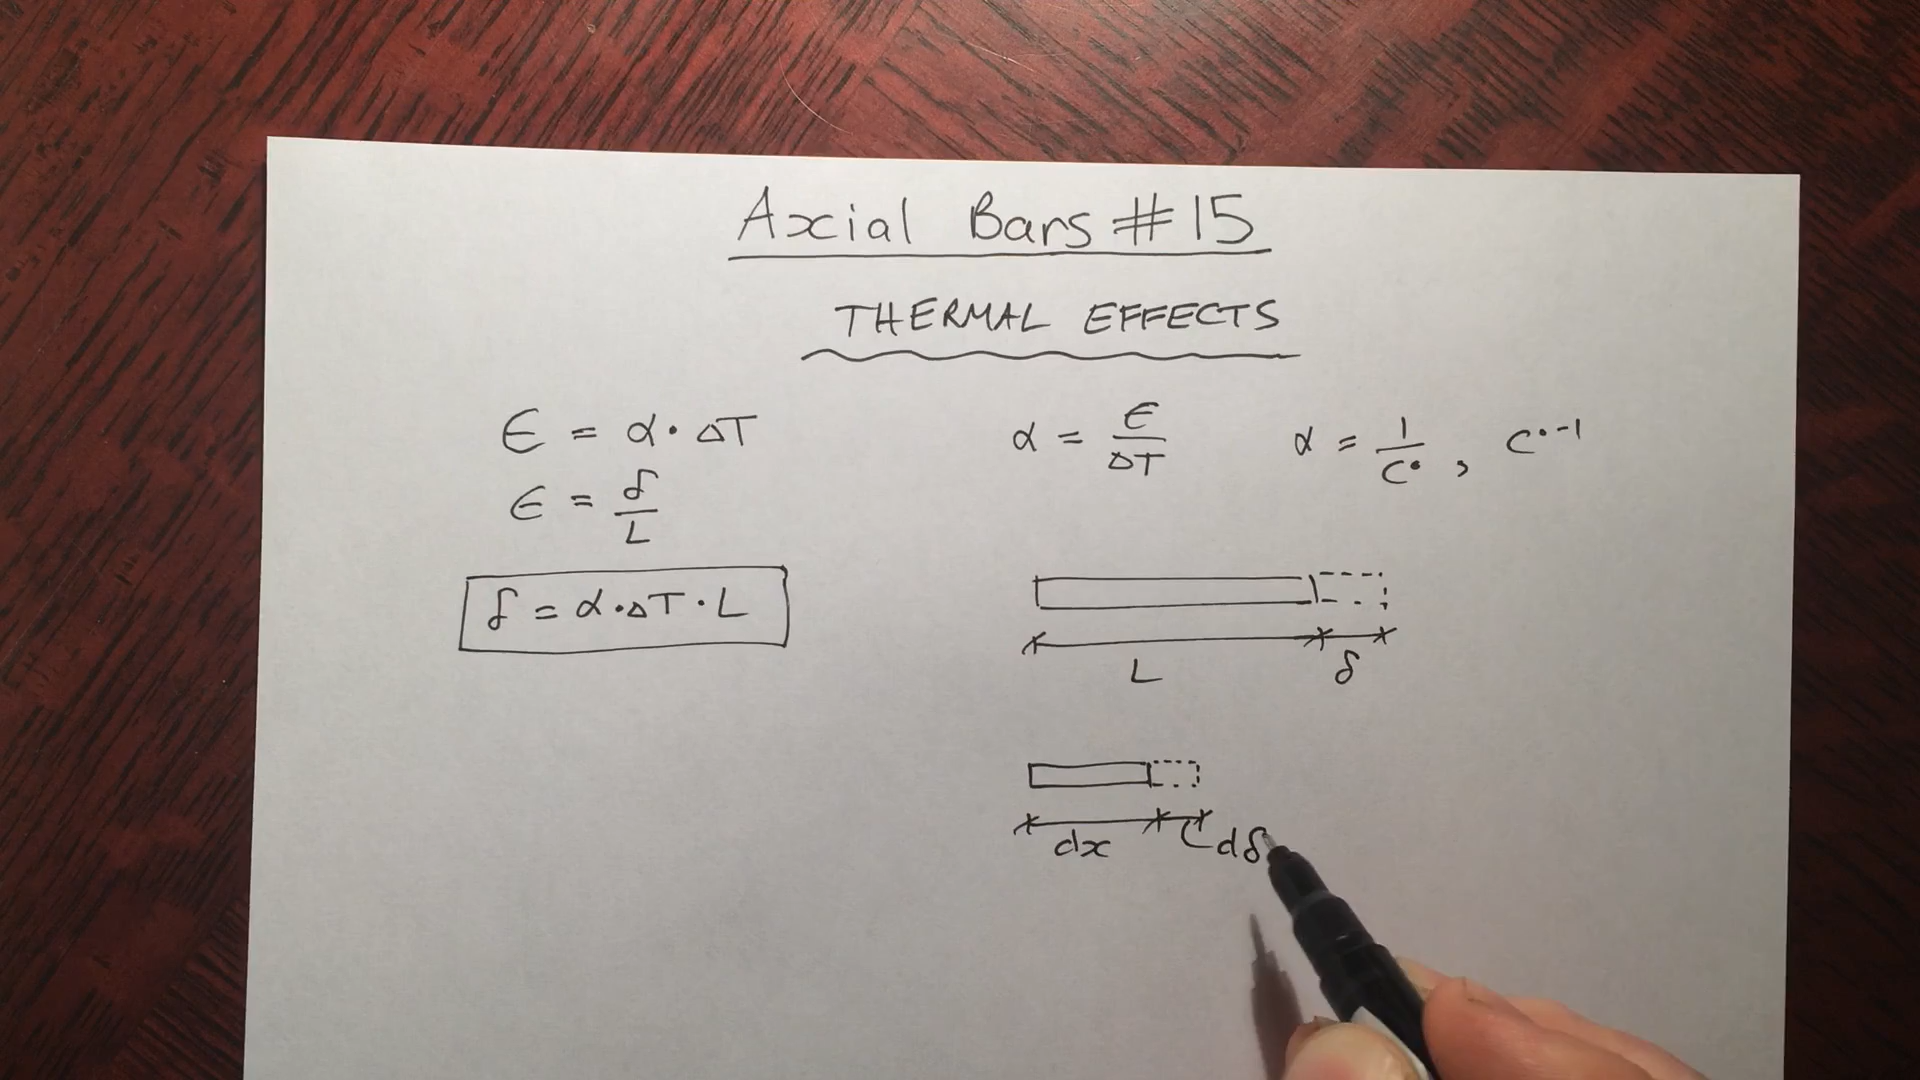 Axial Bars #15
THERMAL EFFECTS
ϵ = α · ΔT
ϵ = δ/L
δ = α · ΔT · L
α = ϵ/ΔT
α = 1/C° , C°⁻¹
L
δ
dx
dδ